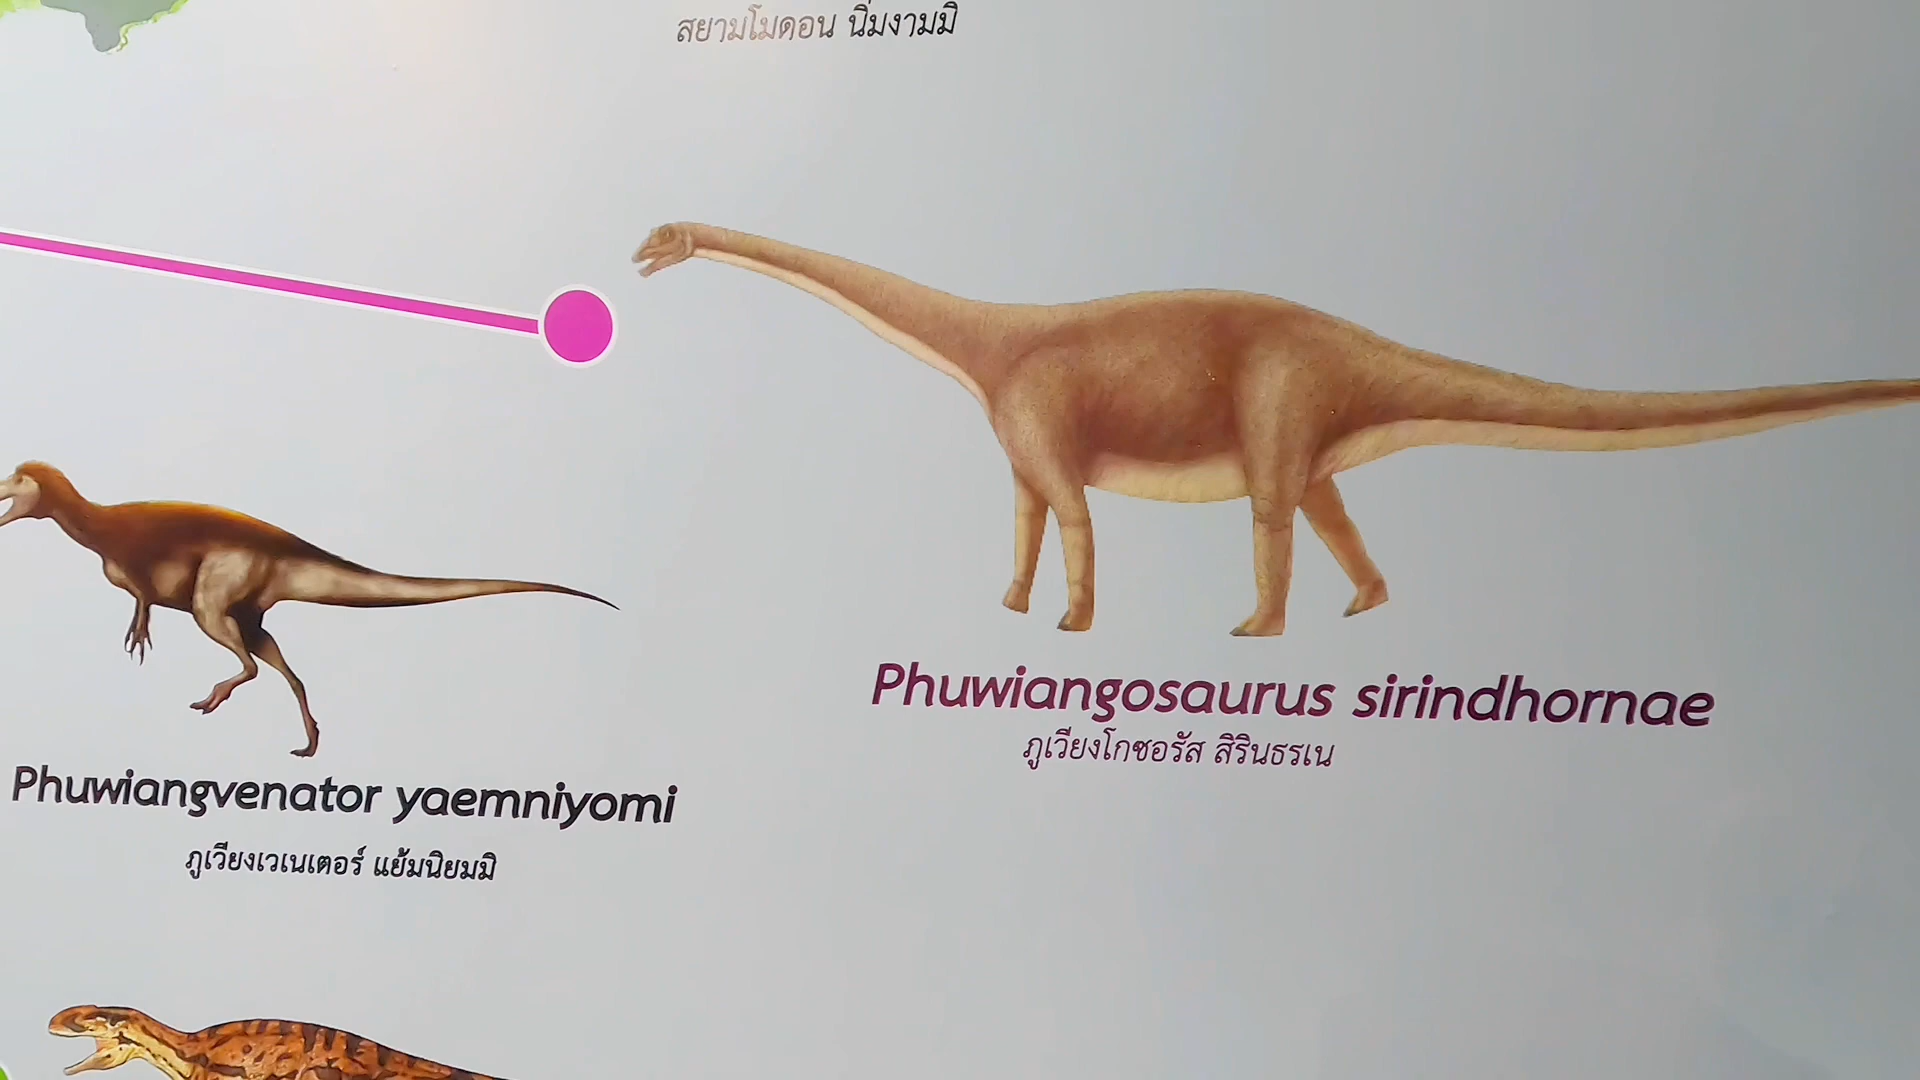 สยามโมดอน นิ่มงามมิ
Phuwiangosaurus sirindhornae
ภูเวียงโกซอรัส สิรินธรเน
Phuwiangvenator yaemniyomi
ภูเวียงเวเนเตอร์ แย้มนิยมมิ